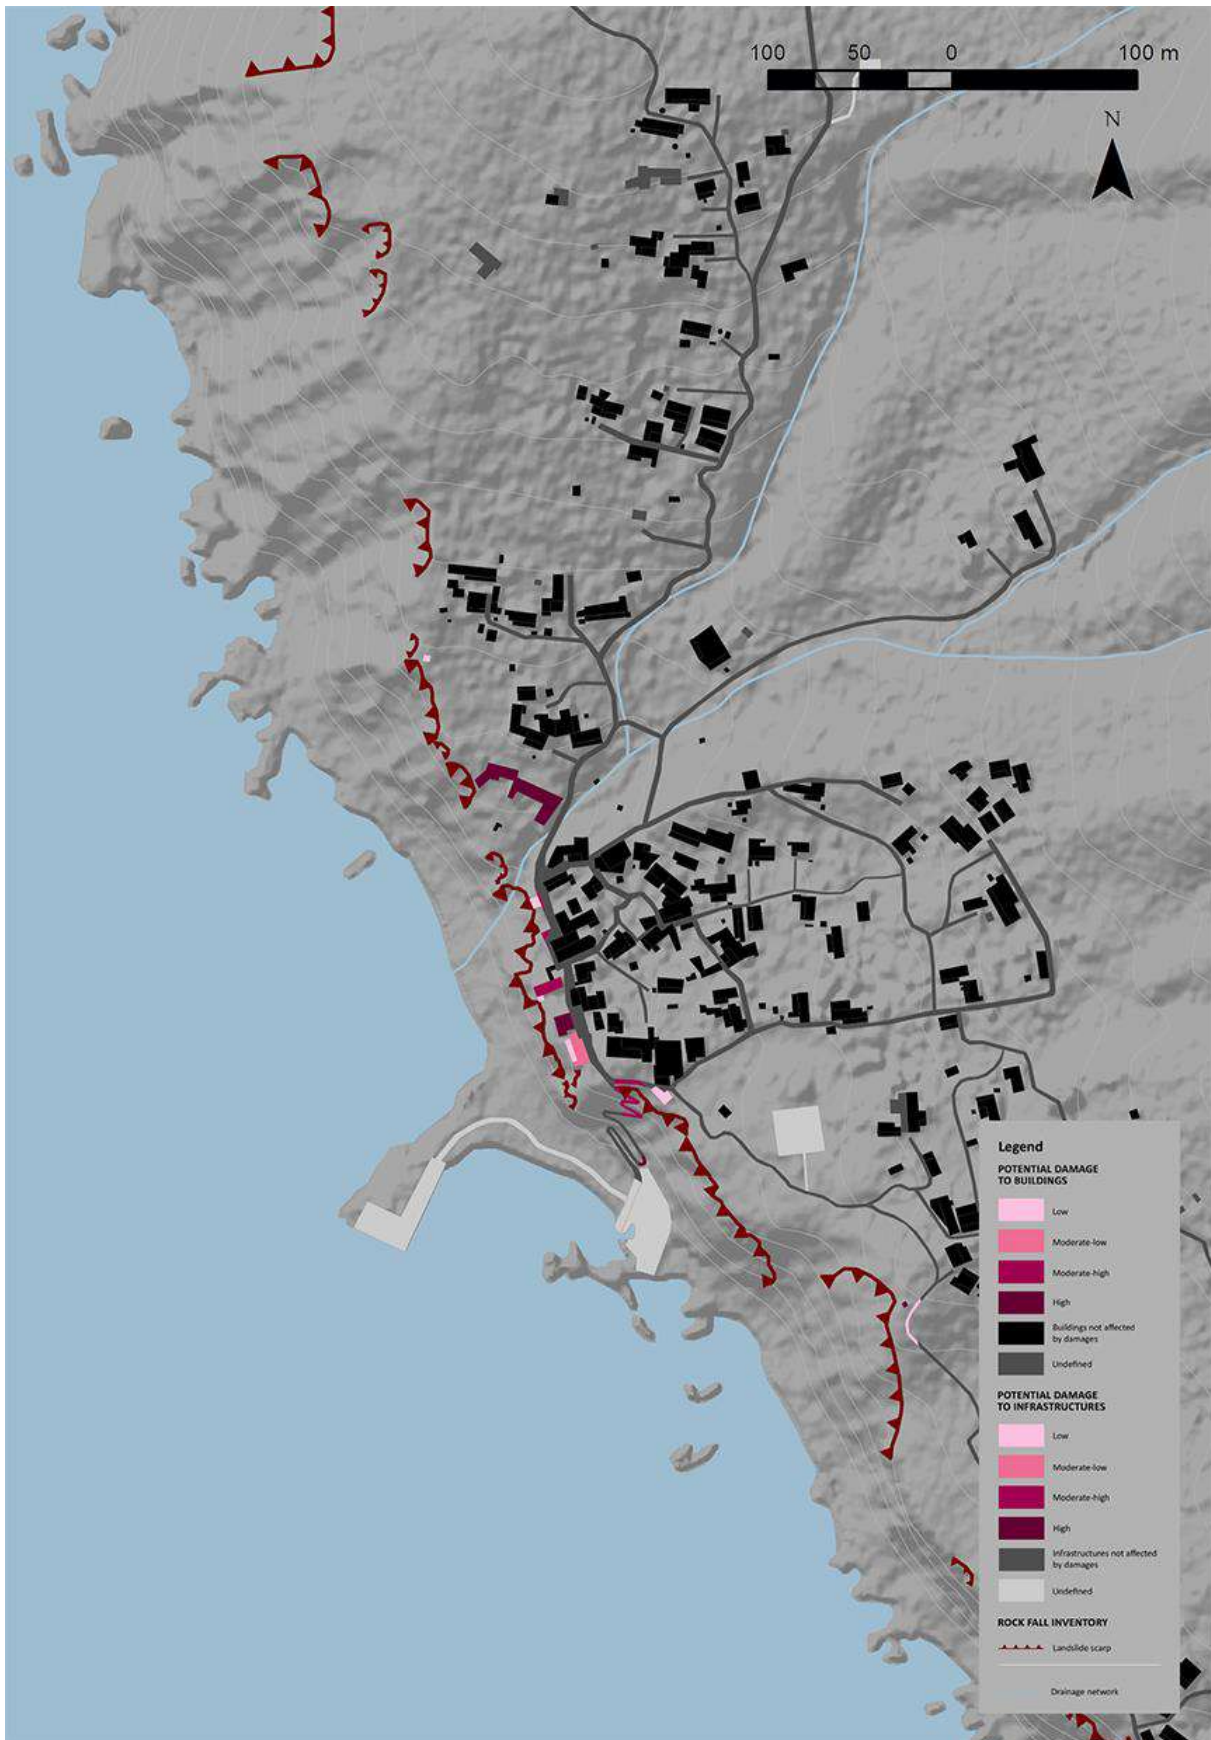 100 50 0 100 m
N
Legend
POTENTIAL DAMAGE
TO BUILDINGS
Low
Moderate-low
Moderate-high
High
Buildings not affected
by damages
Undefined
POTENTIAL DAMAGE
TO INFRASTRUCTURES
Low
Moderate-low
Moderate-high
High
Infrastructures not affected
by damages
Undefined
ROCK FALL INVENTORY
Landslide scarp
Drainage network